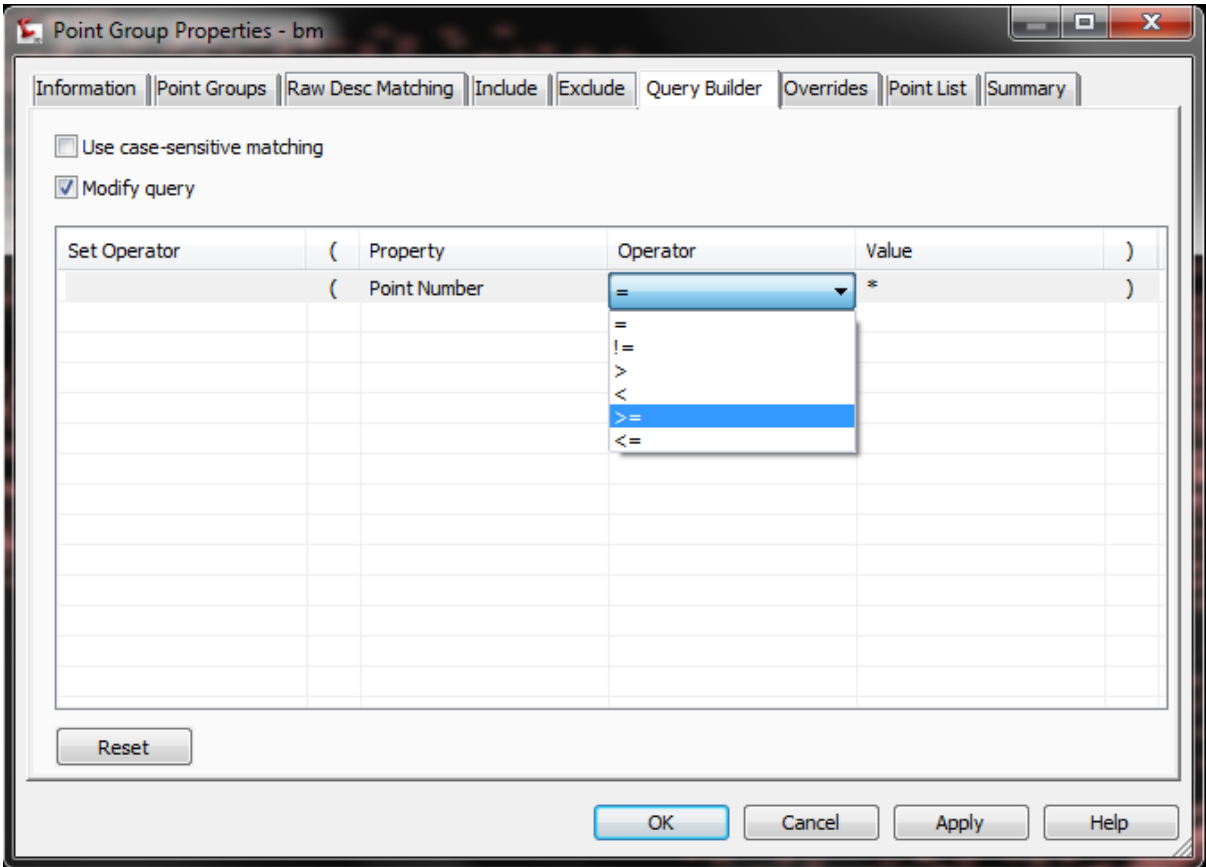 Point Group Properties - bm
Information Point Groups Raw Desc Matching Include Exclude Query Builder Overrides Point List Summary
Use case-sensitive matching
Modify query
Set Operator ( Property Operator Value )
( Point Number = * )
=
!=
>
<
>=
<=
Reset
OK Cancel Apply Help